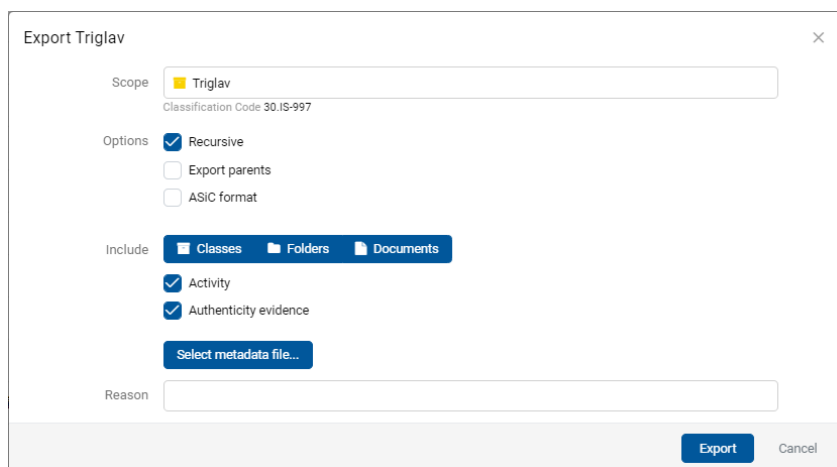 Export Triglav
Scope Triglav
Classification Code 30.IS-997
Options Recursive
Export parents
ASiC format
Include Classes Folders Documents
Activity
Authenticity evidence
Select metadata file...
Reason
Export Cancel